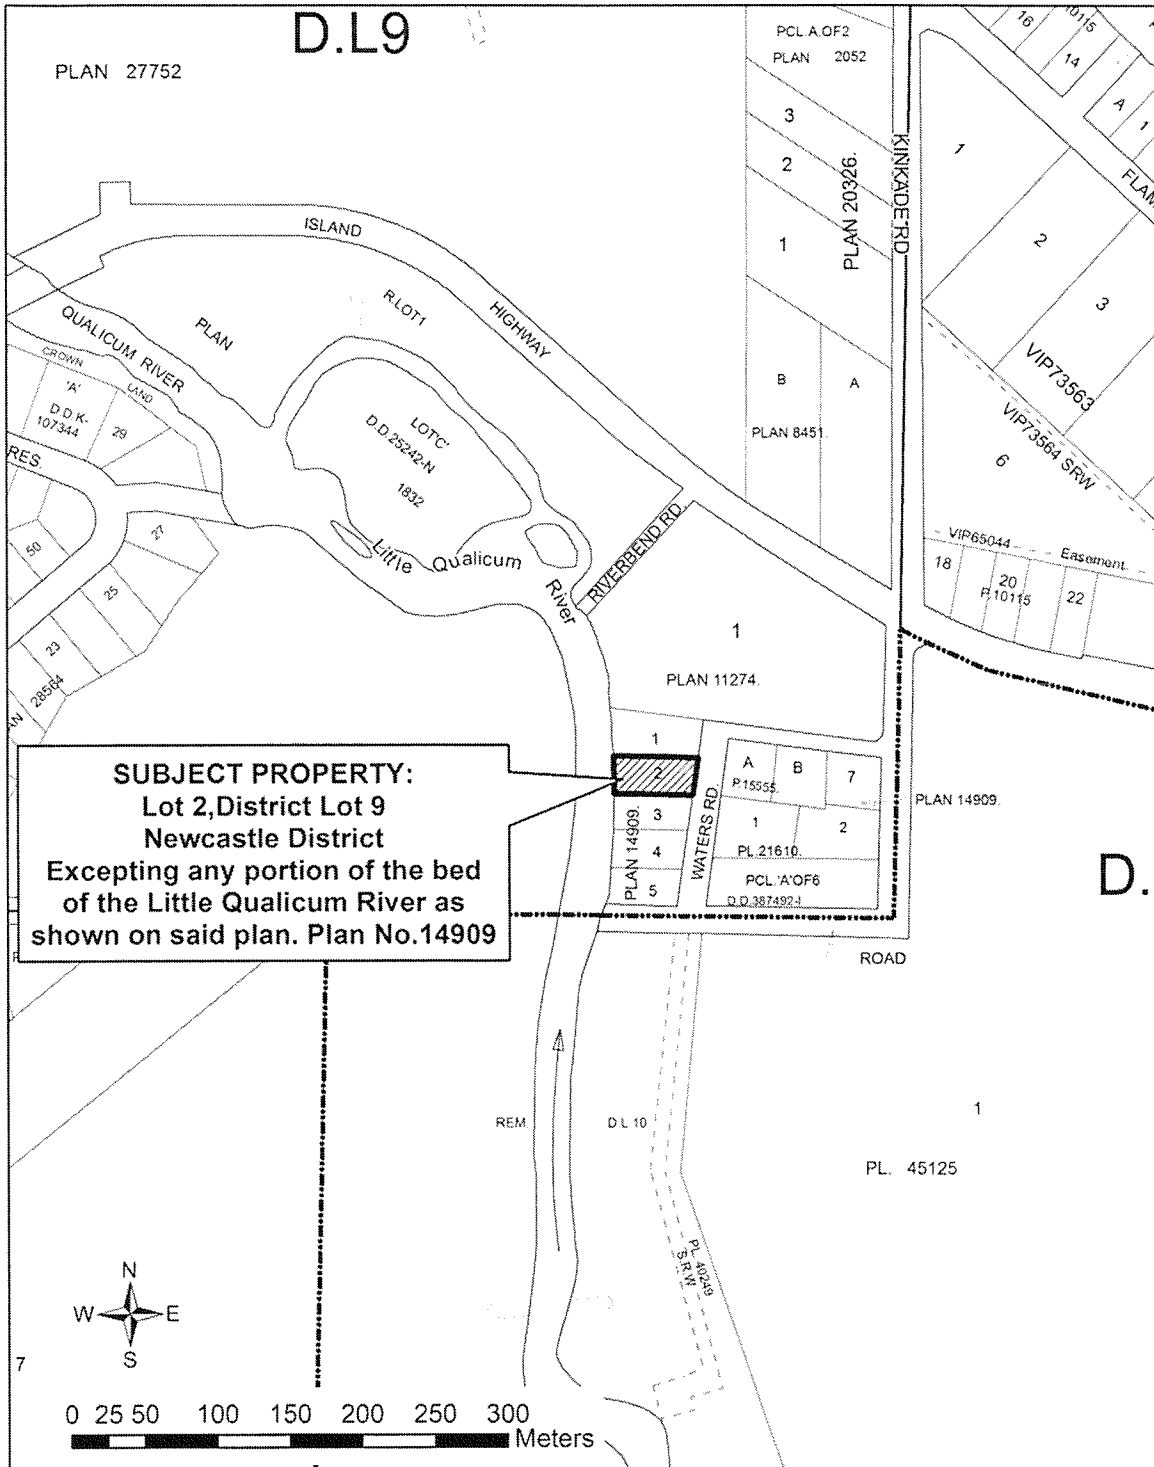 D.L9
PLAN 27752
PCL.A.OF2
PLAN 2052
3
2
1
PLAN 20326.
KINKADE RD
16
10115
14
A
1
1
2
3
6
VIP73563
VIP73564 SRW
ISLAND
HIGHWAY
R.LOT1
PLAN
QUALICUM RIVER
CROWN
LAND
'A'
D.D.K-
107344
29
RES.
LOT'C'
D.D.25242-N
1832
B
A
PLAN 8451.
50
27
25
23
28564
Little Qualicum River
RIVERBEND RD.
VIP65044
Easement
18
20
P.10115
22
1
PLAN 11274.
1
2
3
4
5
PLAN 14909.
WATERS RD.
A
B
7
P.15555.
1
2
PL.21610.
PCL.'A'OF6
D.D.387492-I
PLAN 14909.
D.
SUBJECT PROPERTY:
Lot 2,District Lot 9
Newcastle District
Excepting any portion of the bed
of the Little Qualicum River as
shown on said plan. Plan No.14909
ROAD
REM.
D.L.10
1
PL. 45125
PL. 40249
S.R.W
N
W E
S
7
0 25 50 100 150 200 250 300
Meters